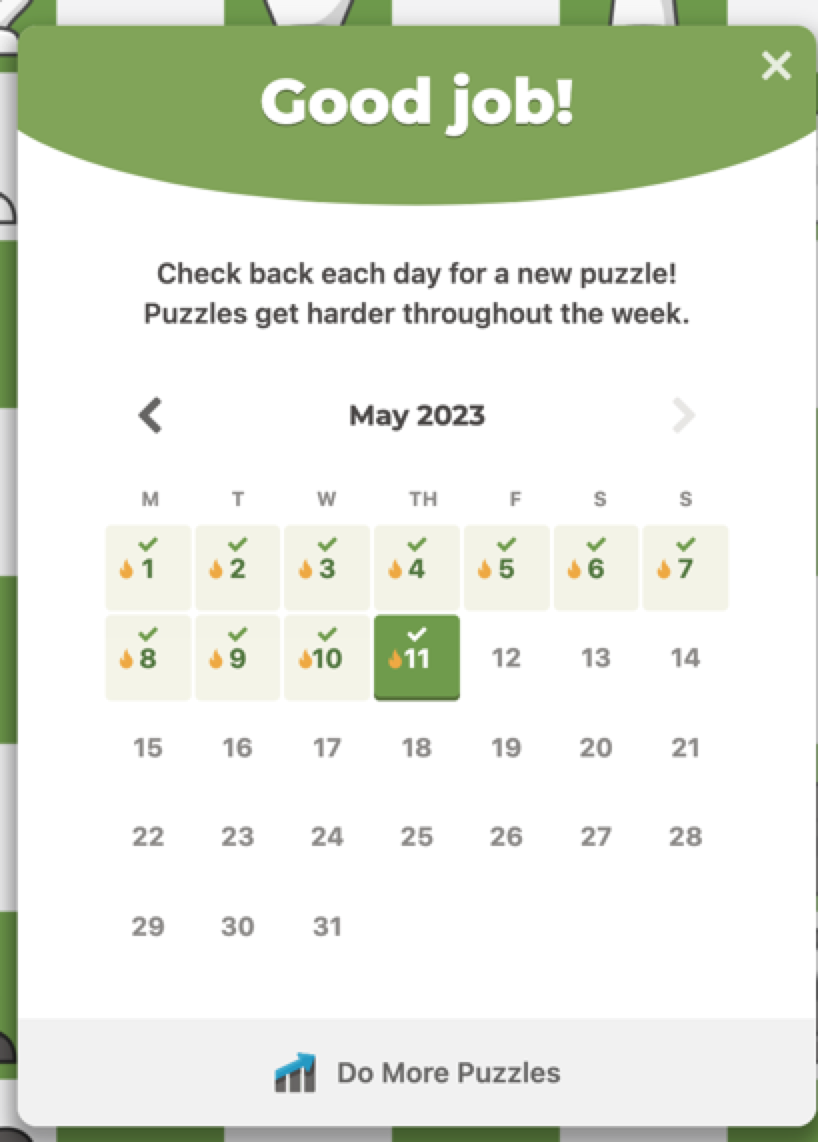 Good job!
Check back each day for a new puzzle!
Puzzles get harder throughout the week.
May 2023
M T W TH F S S
1 2 3 4 5 6 7
8 9 10 11 12 13 14
15 16 17 18 19 20 21
22 23 24 25 26 27 28
29 30 31
Do More Puzzles